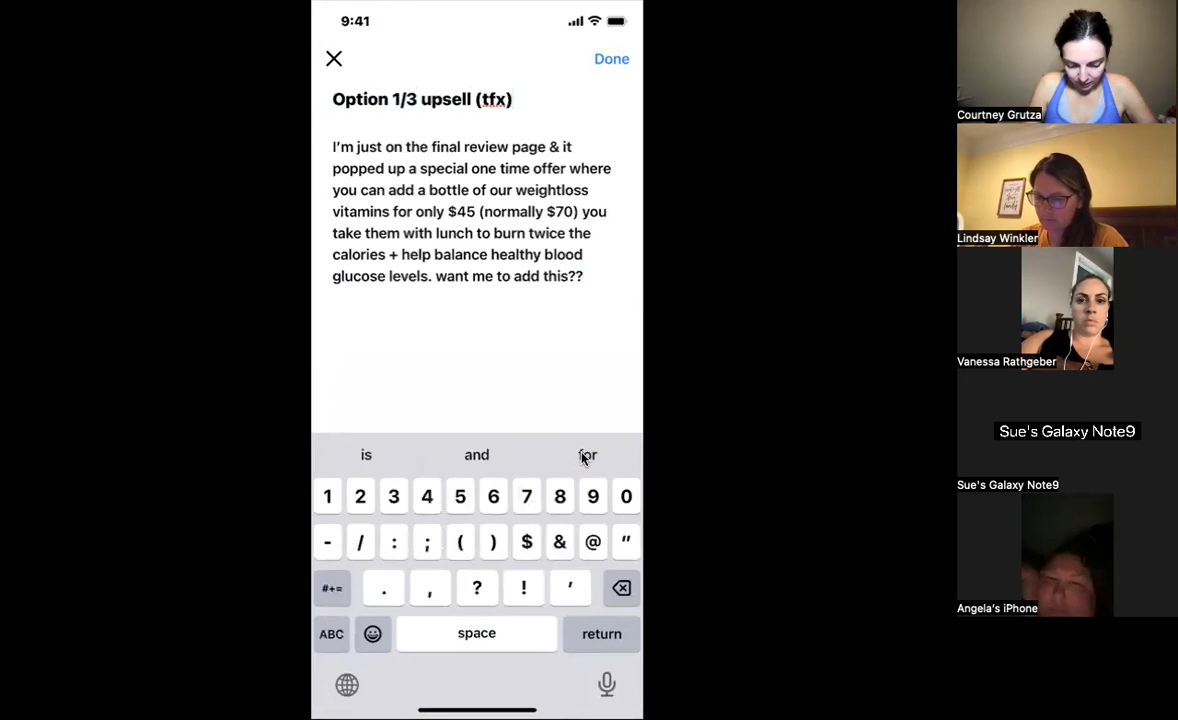 9:41
Done
Option 1/3 upsell (tfx)
I'm just on the final review page & it
popped up a special one time offer where
you can add a bottle of our weightloss
vitamins for only $45 (normally $70) you
take them with lunch to burn twice the
calories + help balance healthy blood
glucose levels. want me to add this??
is and for
1 2 3 4 5 6 7 8 9 0
- / : ; ( ) $ & @ "
#+= . , ? ! '
ABC space return
Courtney Grutza
Lindsay Winkler
Vanessa Rathgeber
Sue's Galaxy Note9
Sue's Galaxy Note9
Angela's iPhone